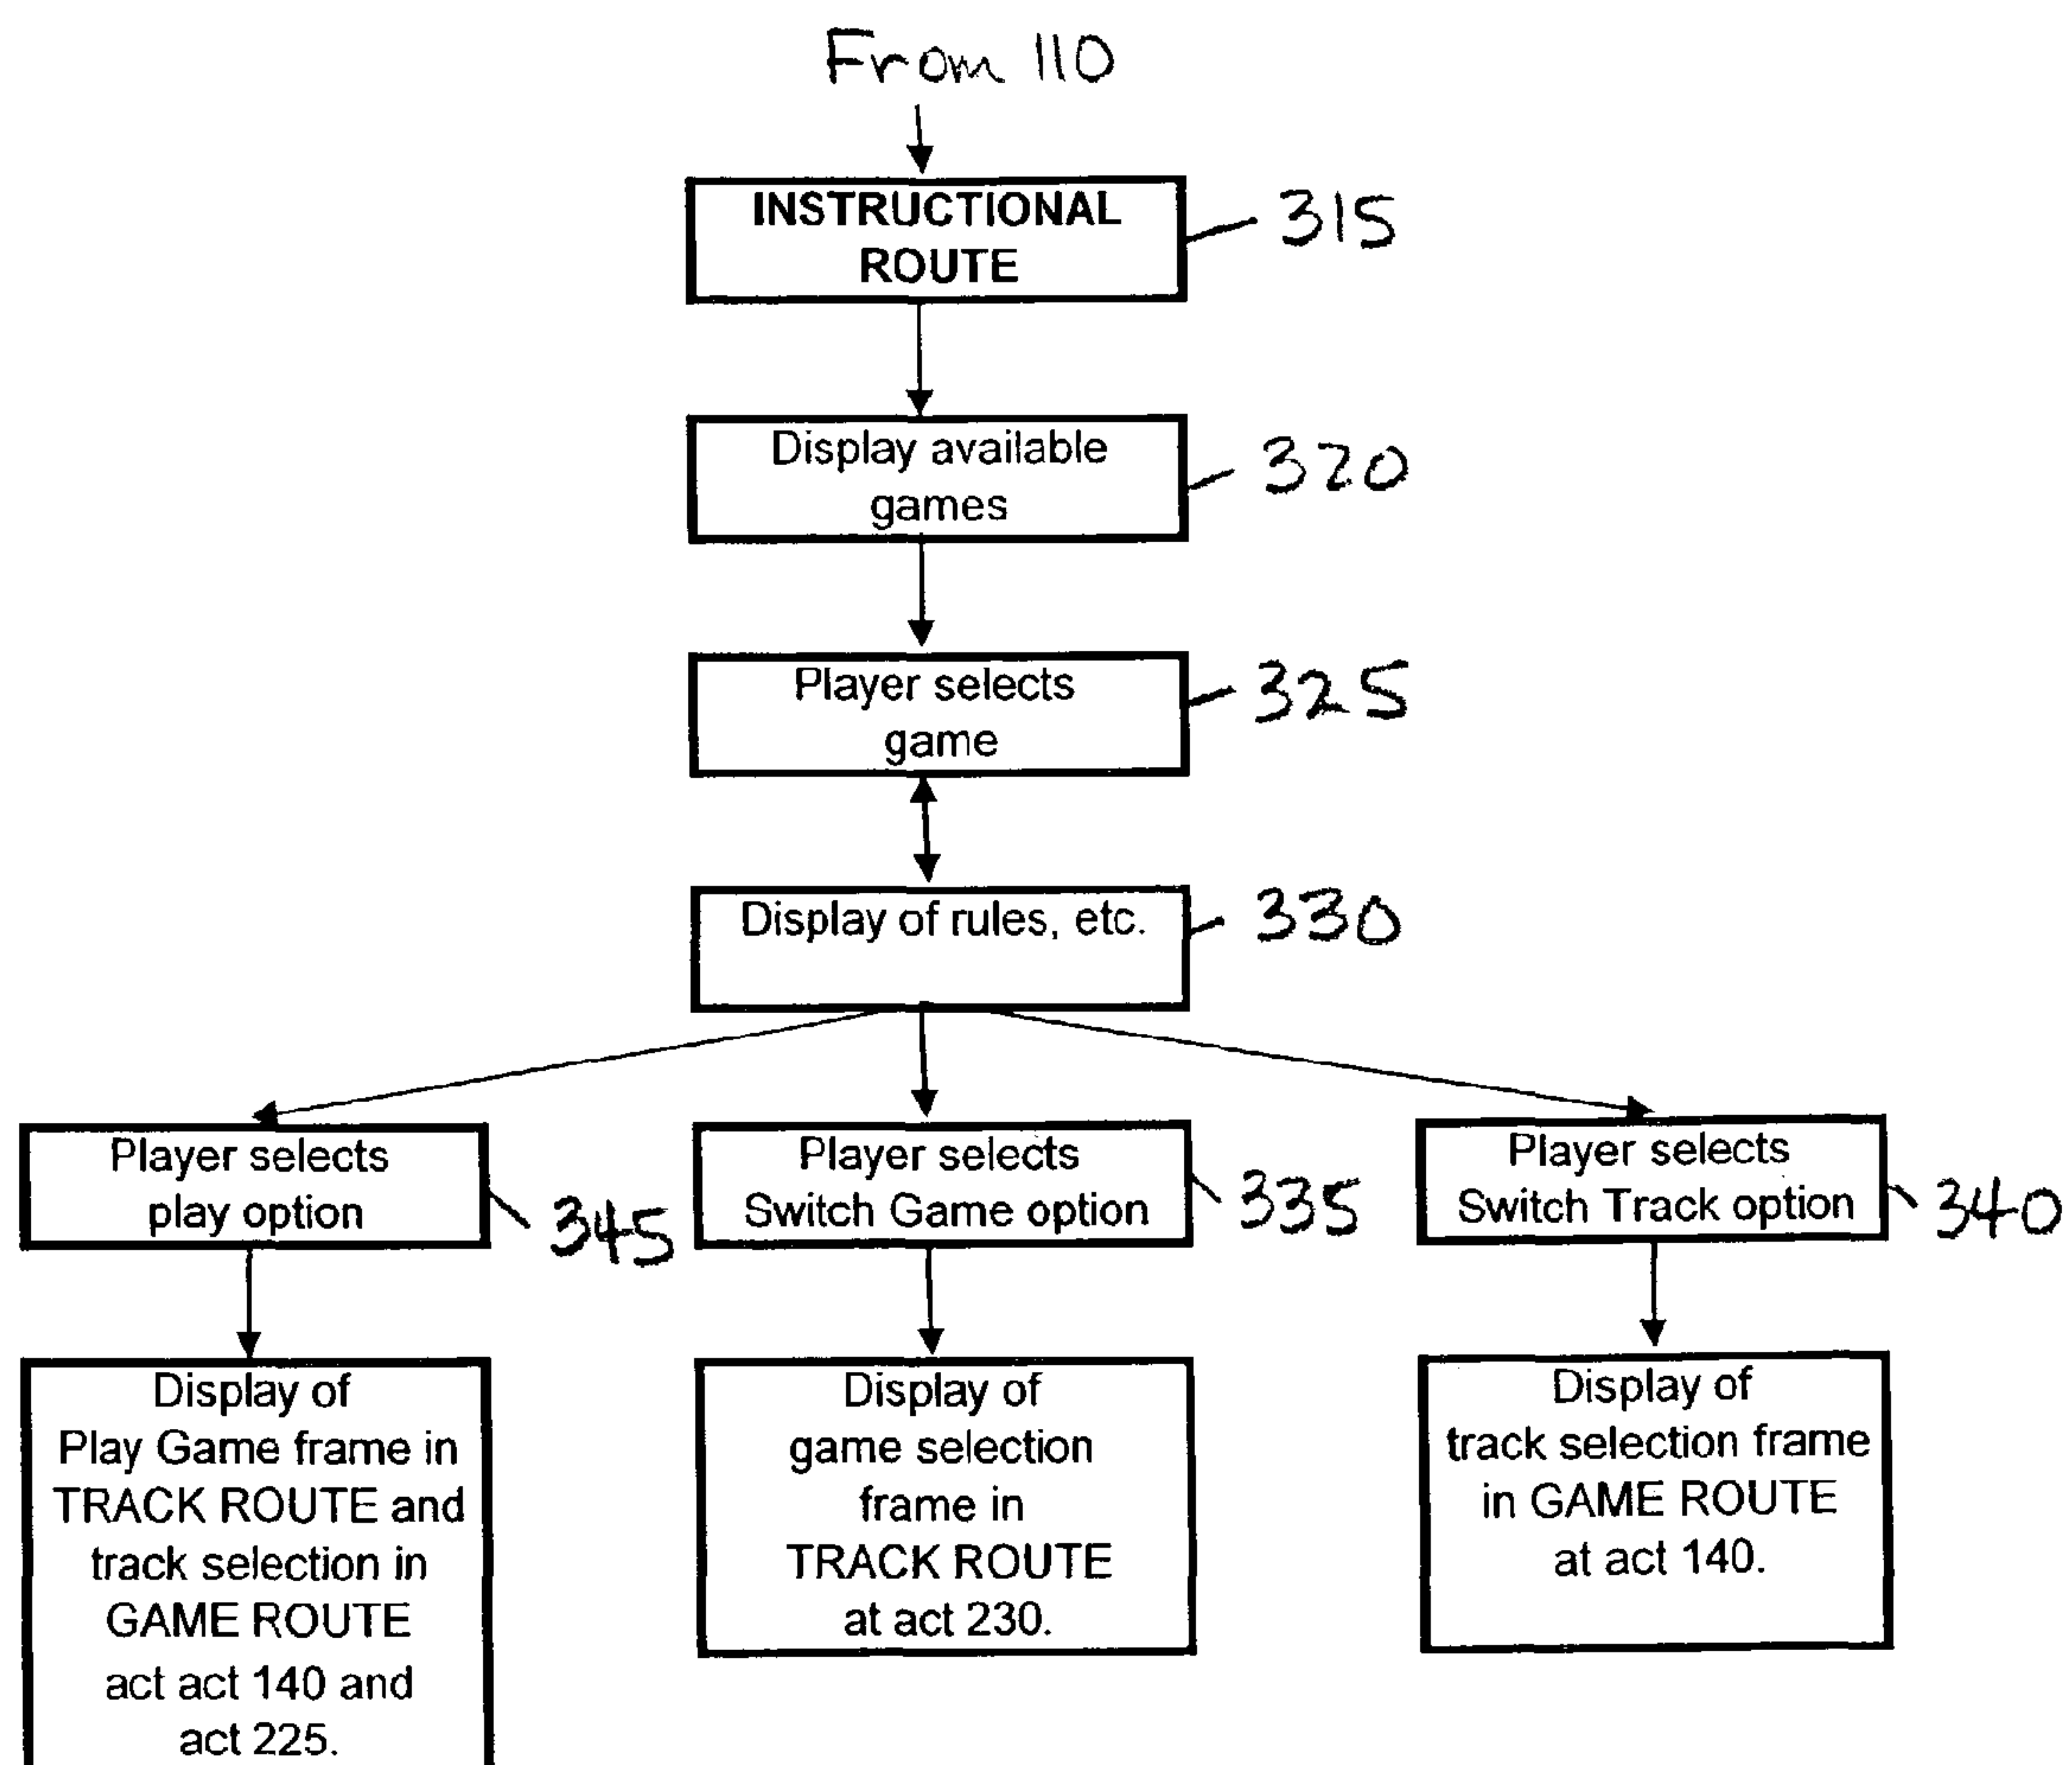 From 110
INSTRUCTIONAL
ROUTE
315
Display available
games
320
Player selects
game
325
Display of rules, etc.
330
Player selects
play option
345
Player selects
Switch Game option
335
Player selects
Switch Track option
340
Display of
Play Game frame in
TRACK ROUTE and
track selection in
GAME ROUTE
act act 140 and
act 225.
Display of
game selection
frame in
TRACK ROUTE
at act 230.
Display of
track selection frame
in GAME ROUTE
at act 140.